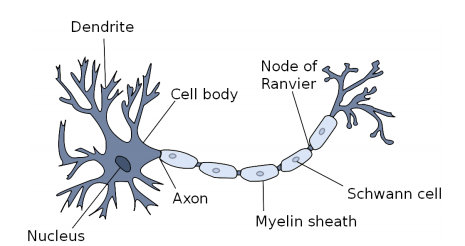 Dendrite
Cell body
Node of
Ranvier
Axon
Schwann cell
Myelin sheath
Nucleus